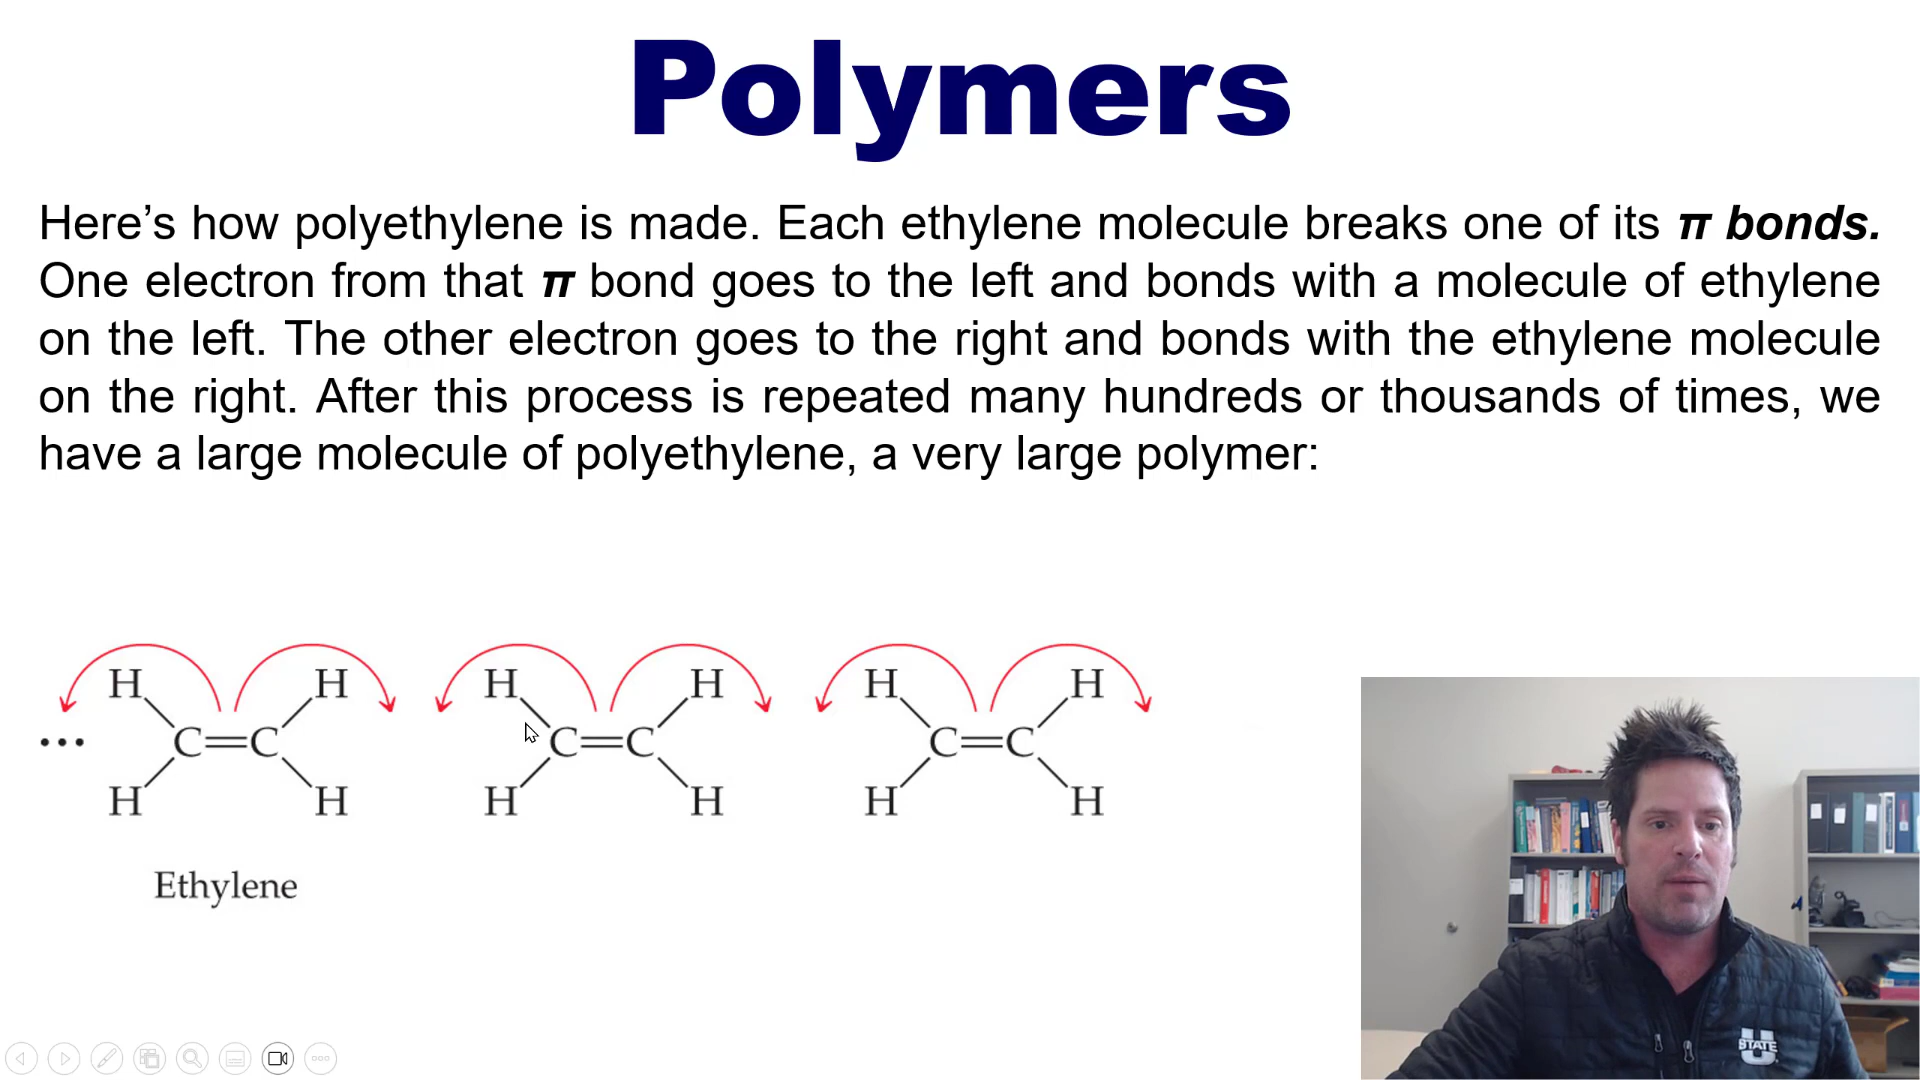 Polymers
Here’s how polyethylene is made. Each ethylene molecule breaks one of its π bonds.
One electron from that π bond goes to the left and bonds with a molecule of ethylene
on the left. The other electron goes to the right and bonds with the ethylene molecule
on the right. After this process is repeated many hundreds or thousands of times, we
have a large molecule of polyethylene, a very large polymer:
H H H H H H
... C=C C=C C=C
H H H H H H
Ethylene
U STATE